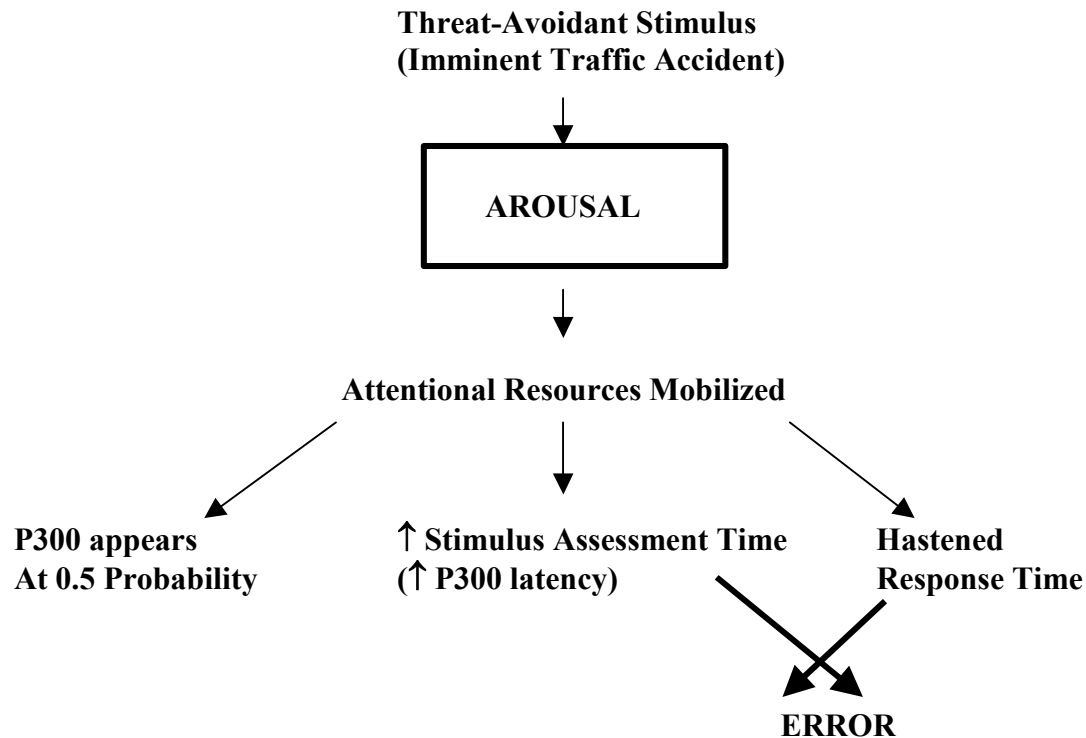 Threat-Avoidant Stimulus
(Imminent Traffic Accident)
AROUSAL
Attentional Resources Mobilized
P300 appears
At 0.5 Probability
↑ Stimulus Assessment Time
(↑ P300 latency)
Hastened
Response Time
ERROR